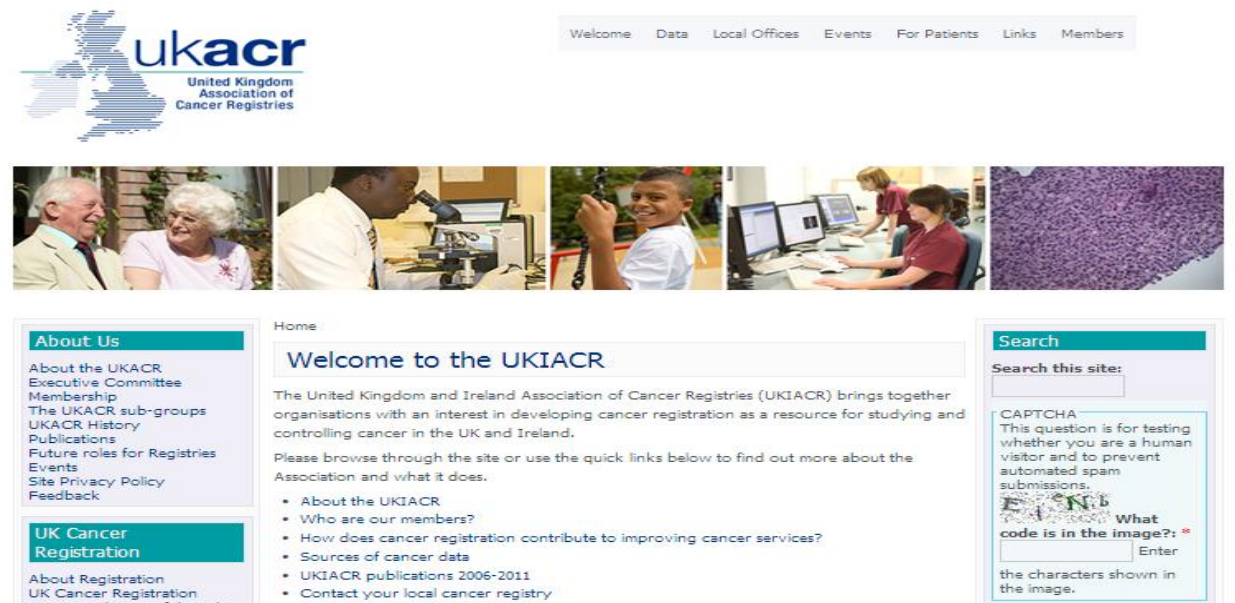 ukacr
United Kingdom
Association of
Cancer Registries
Welcome Data Local Offices Events For Patients Links Members
About Us
About the UKACR
Executive Committee
Membership
The UKACR sub-groups
UKACR History
Publications
Future roles for Registries
Events
Site Privacy Policy
Feedback
UK Cancer
Registration
About Registration
UK Cancer Registration
Home
Welcome to the UKIACR
The United Kingdom and Ireland Association of Cancer Registries (UKIACR) brings together
organisations with an interest in developing cancer registration as a resource for studying and
controlling cancer in the UK and Ireland.
Please browse through the site or use the quick links below to find out more about the
Association and what it does.
• About the UKIACR
• Who are our members?
• How does cancer registration contribute to improving cancer services?
• Sources of cancer data
• UKIACR publications 2006-2011
• Contact your local cancer registry
Search
Search this site:
CAPTCHA
This question is for testing
whether you are a human
visitor and to prevent
automated spam
submissions.
What
code is in the image?: *
Enter
the characters shown in
the image.